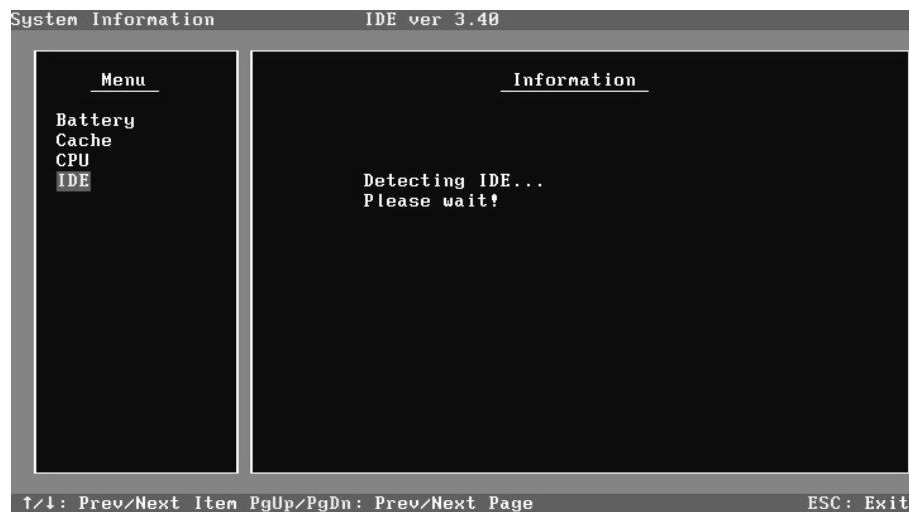 System Information IDE ver 3.40
Menu
Battery
Cache
CPU
IDE
Information
Detecting IDE...
Please wait!
↑/↓: Prev/Next Item PgUp/PgDn: Prev/Next Page ESC: Exit